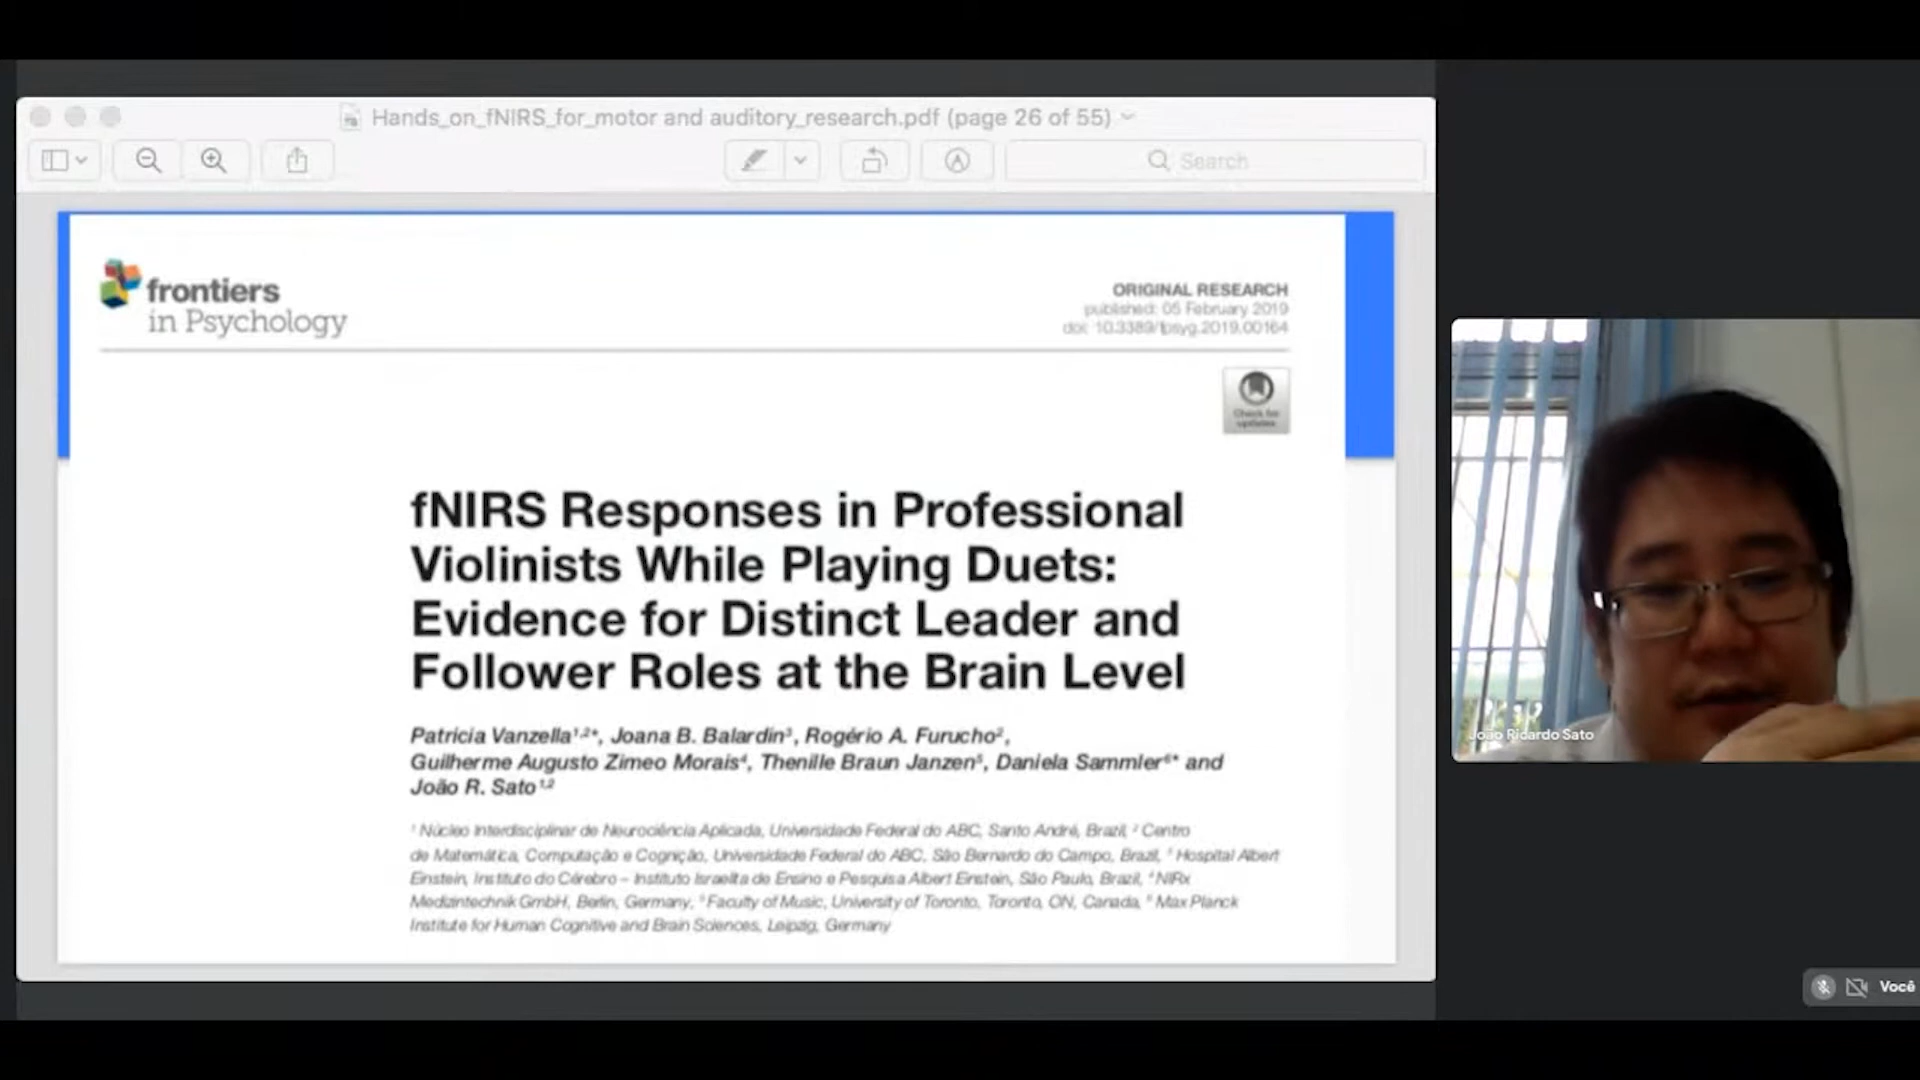 Hands_on_fNIRS_for_motor and auditory_research.pdf (page 26 of 55)
Search
frontiers
in Psychology
ORIGINAL RESEARCH
published: 05 February 2019
doi: 10.3389/fpsyg.2019.00164
Check for
updates
fNIRS Responses in Professional
Violinists While Playing Duets:
Evidence for Distinct Leader and
Follower Roles at the Brain Level
Patricia Vanzella¹,²*, Joana B. Balardin³, Rogério A. Furucho²,
Guilherme Augusto Zimeo Morais⁴, Thenille Braun Janzen⁵, Daniela Sammler⁶* and
João R. Sato¹,²
¹ Núcleo Interdisciplinar de Neurociência Aplicada, Universidade Federal do ABC, Santo André, Brazil, ² Centro
de Matemática, Computação e Cognição, Universidade Federal do ABC, São Bernardo do Campo, Brazil, ³ Hospital Albert
Einstein, Instituto do Cérebro – Instituto Israelita de Ensino e Pesquisa Albert Einstein, São Paulo, Brazil, ⁴ NIRx
Medizintechnik GmbH, Berlin, Germany, ⁵ Faculty of Music, University of Toronto, Toronto, ON, Canada, ⁶ Max Planck
Institute for Human Cognitive and Brain Sciences, Leipzig, Germany
João Ricardo Sato
Você